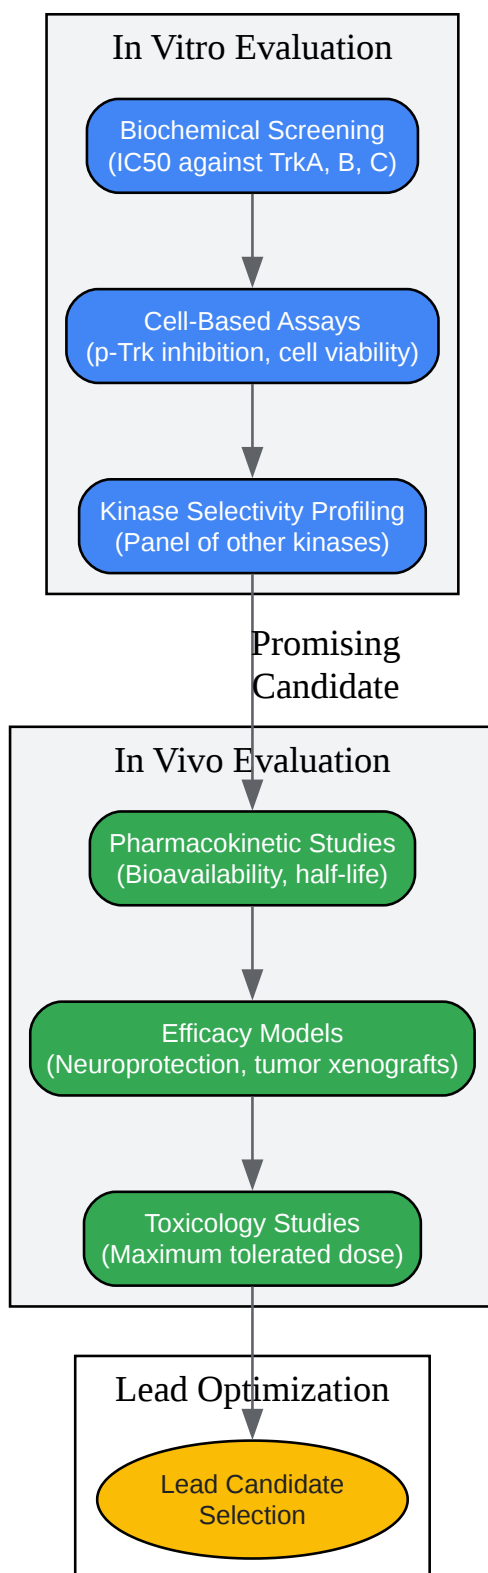 In Vitro Evaluation
Biochemical Screening
(IC50 against TrkA, B, C)
Cell-Based Assays
(p-Trk inhibition, cell viability)
Kinase Selectivity Profiling
(Panel of other kinases)
Promising
Candidate
In Vivo Evaluation
Pharmacokinetic Studies
(Bioavailability, half-life)
Efficacy Models
(Neuroprotection, tumor xenografts)
Toxicology Studies
(Maximum tolerated dose)
Lead Optimization
Lead Candidate
Selection